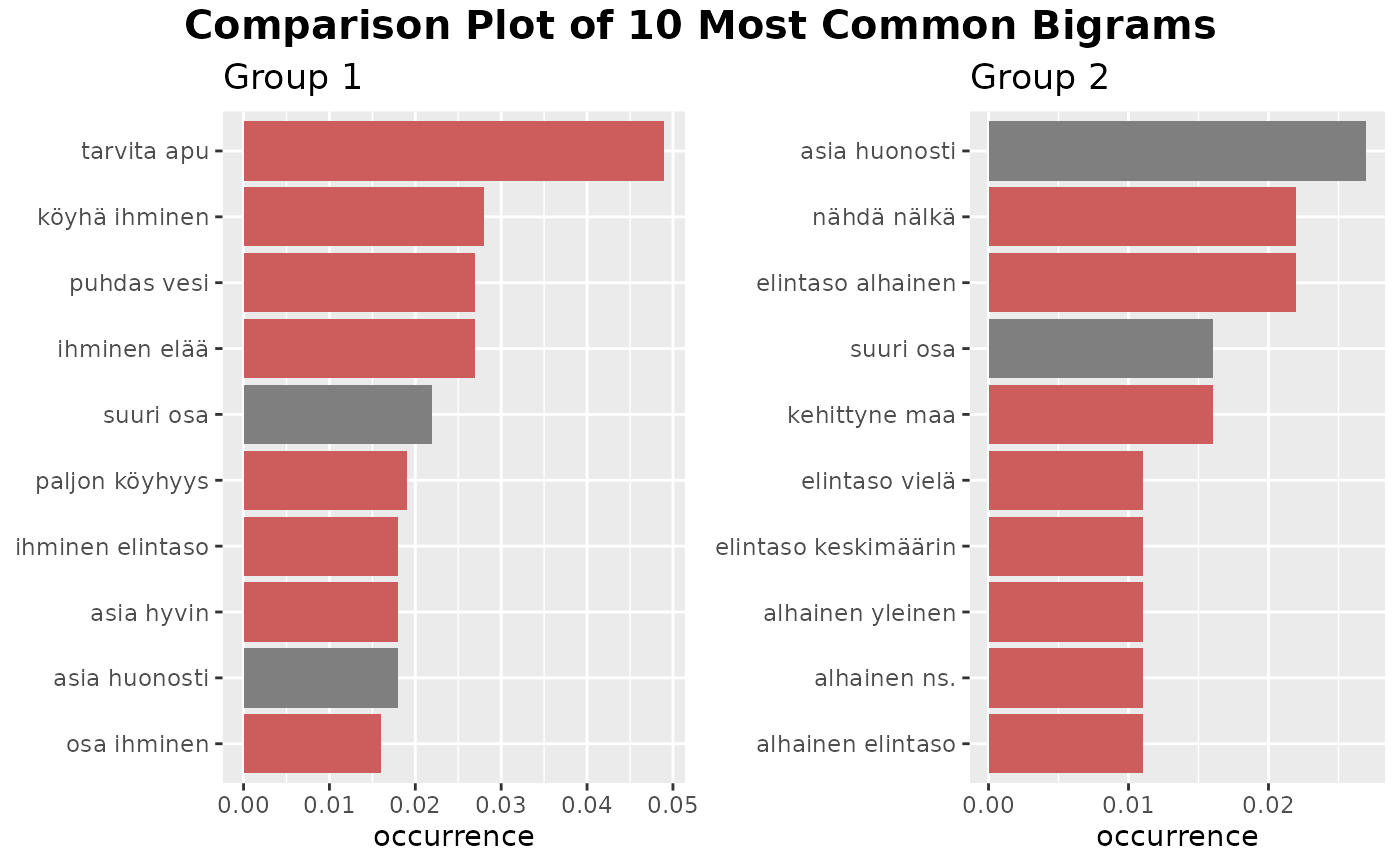 Comparison Plot of 10 Most Common Bigrams
Group 1
tarvita apu
köyhä ihminen
puhdas vesi
ihminen elää
suuri osa
paljon köyhyys
ihminen elintaso
asia hyvin
asia huonosti
osa ihminen
0.00 0.01 0.02 0.03 0.04 0.05
occurrence
Group 2
asia huonosti
nähdä nälkä
elintaso alhainen
suuri osa
kehittyne maa
elintaso vielä
elintaso keskimäärin
alhainen yleinen
alhainen ns.
alhainen elintaso
0.00 0.01 0.02
occurrence